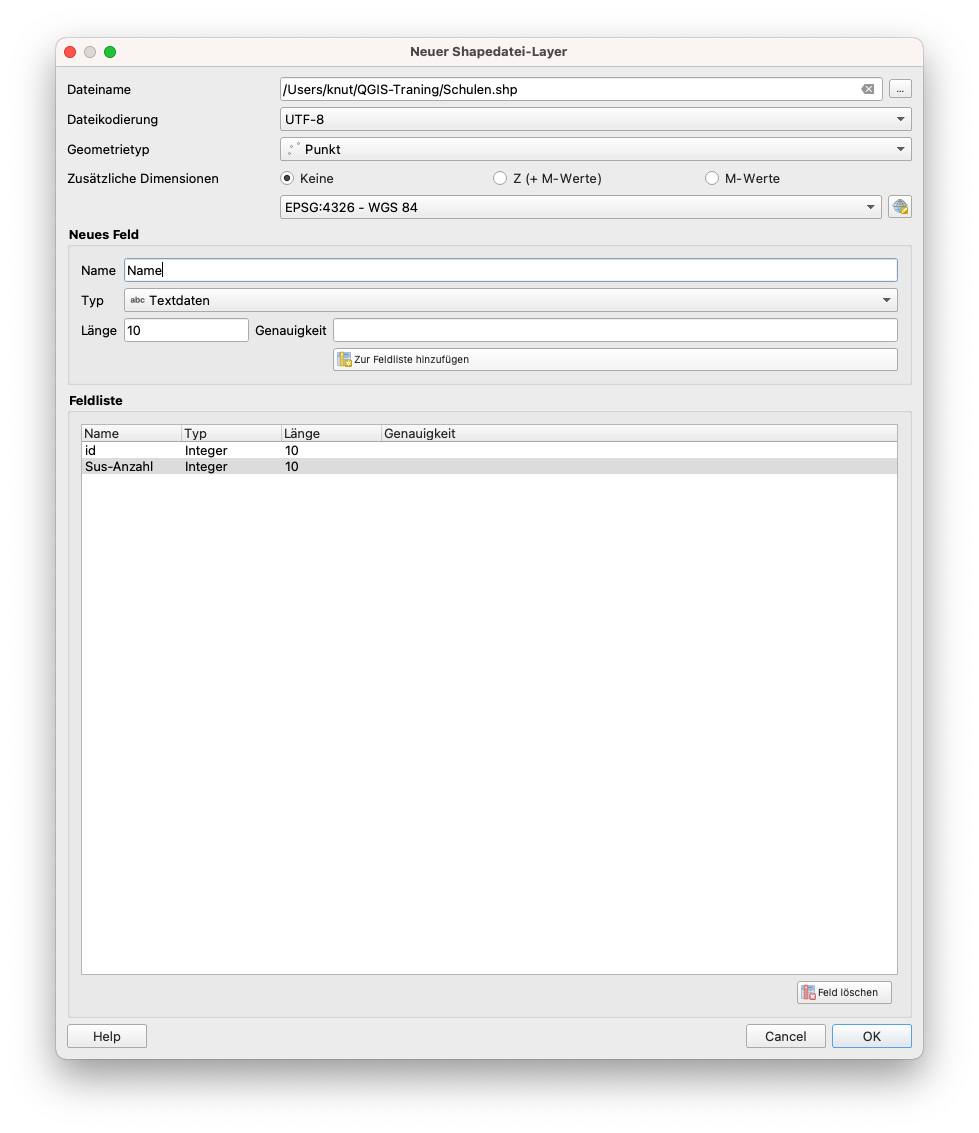 Neuer Shapedatei-Layer
Dateiname /Users/knut/QGIS-Traning/Schulen.shp ...
Dateikodierung UTF-8
Geometrietyp Punkt
Zusätzliche Dimensionen Keine Z (+ M-Werte) M-Werte
EPSG:4326 - WGS 84
Neues Feld
Name Name
Typ abc Textdaten
Länge 10 Genauigkeit
Zur Feldliste hinzufügen
Feldliste
Name Typ Länge Genauigkeit
id Integer 10
Sus-Anzahl Integer 10
Feld löschen
Help Cancel OK